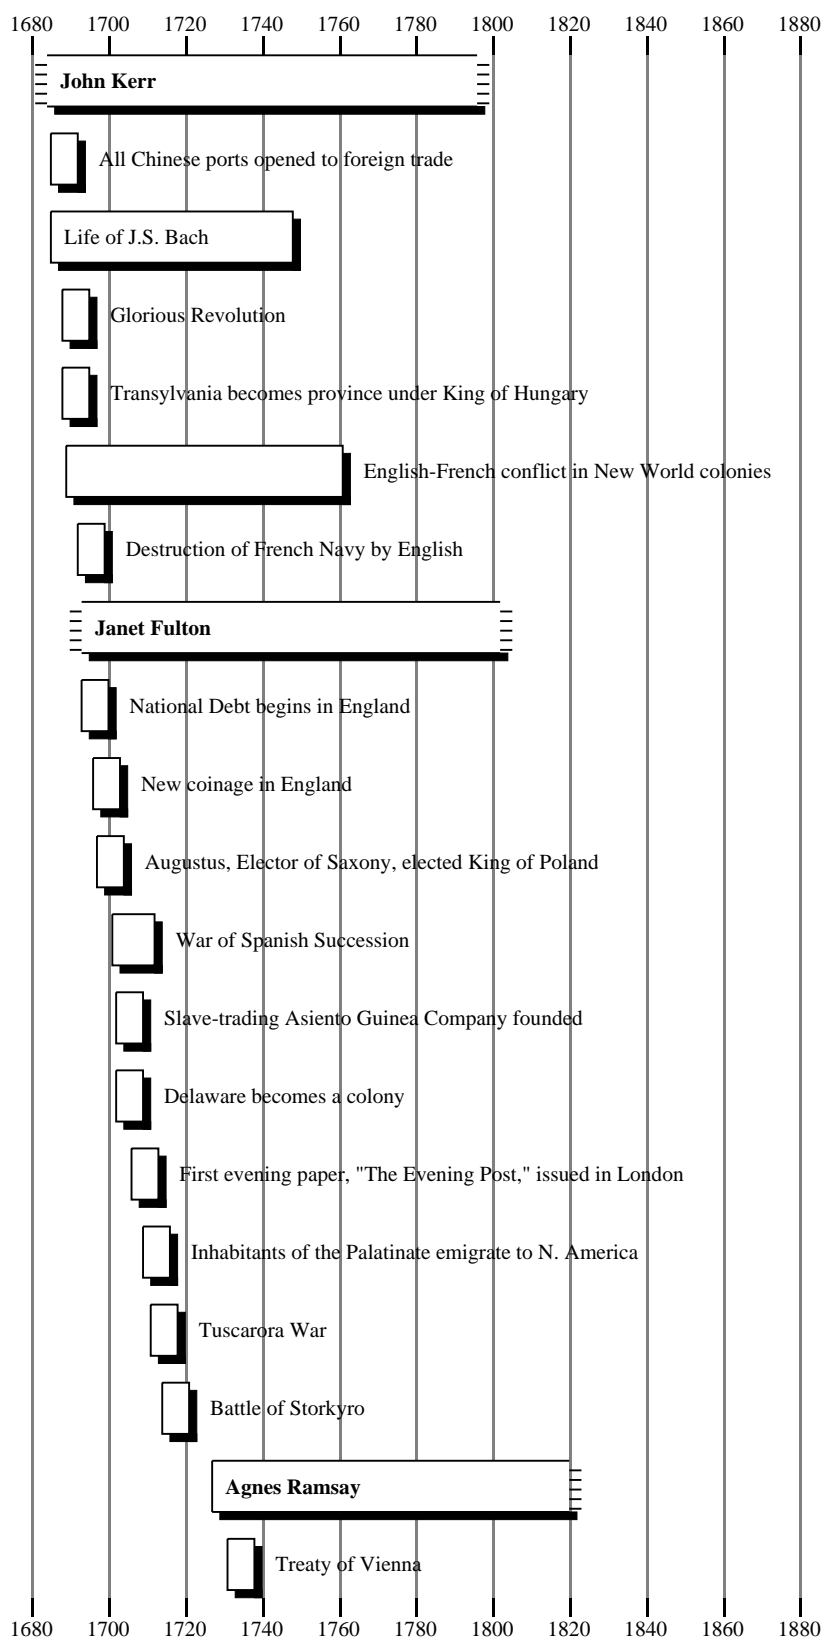 1680 1700 1720 1740 1760 1780 1800 1820 1840 1860 1880
John Kerr
All Chinese ports opened to foreign trade
Life of J.S. Bach
Glorious Revolution
Transylvania becomes province under King of Hungary
English-French conflict in New World colonies
Destruction of French Navy by English
Janet Fulton
National Debt begins in England
New coinage in England
Augustus, Elector of Saxony, elected King of Poland
War of Spanish Succession
Slave-trading Asiento Guinea Company founded
Delaware becomes a colony
First evening paper, "The Evening Post," issued in London
Inhabitants of the Palatinate emigrate to N. America
Tuscarora War
Battle of Storkyro
Agnes Ramsay
Treaty of Vienna
1680 1700 1720 1740 1760 1780 1800 1820 1840 1860 1880